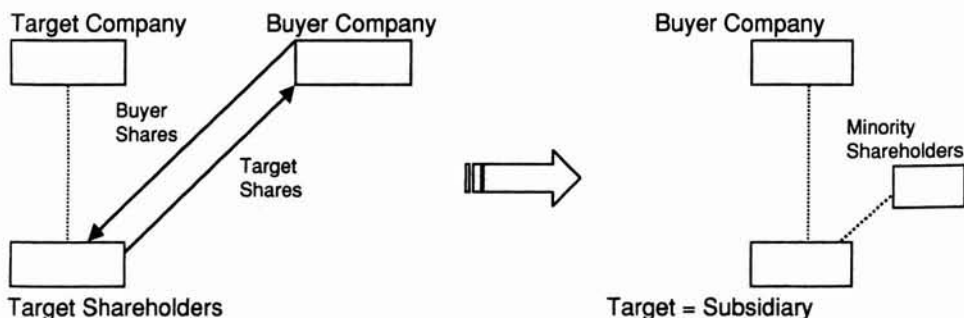 Target Company
Buyer Company
Buyer
Shares
Target
Shares
Target Shareholders
Buyer Company
Minority
Shareholders
Target = Subsidiary